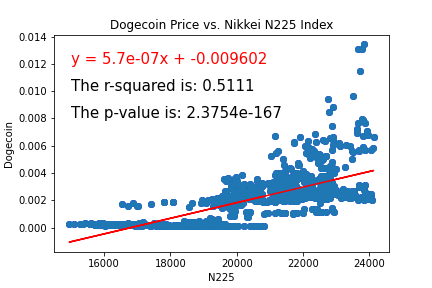 Dogecoin Price vs. Nikkei N225 Index
0.014
0.012
0.010
0.008
0.006
0.004
0.002
0.000
Dogecoin
y = 5.7e-07x + -0.009602
The r-squared is: 0.5111
The p-value is: 2.3754e-167
16000 18000 20000 22000 24000
N225